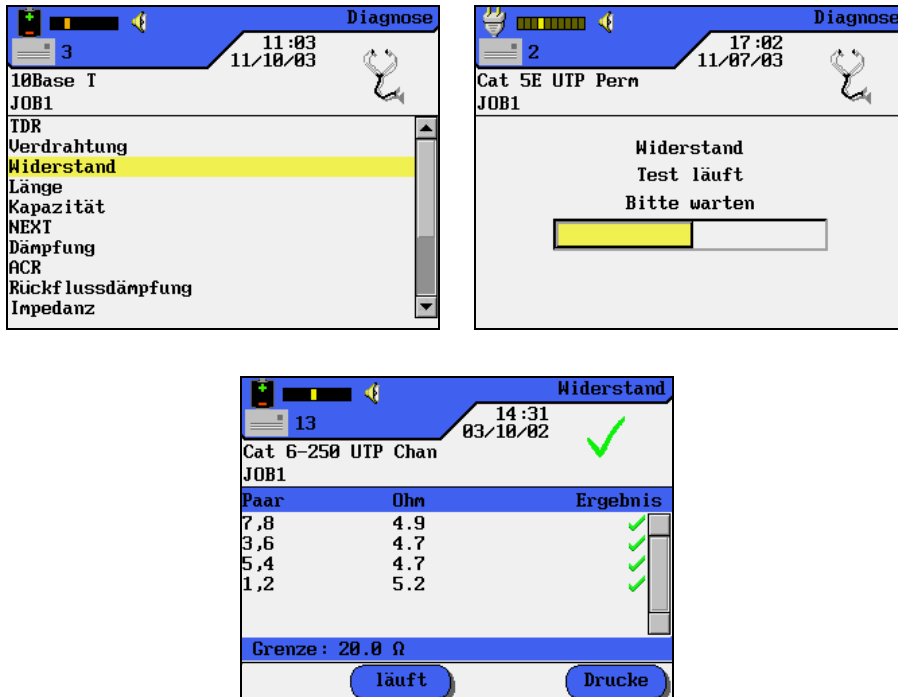 Diagnose
3
11:03
11/10/03
10Base T
JOB1
TDR
Verdrahtung
Widerstand
Länge
Kapazität
NEXT
Dämpfung
ACR
Rückflussdämpfung
Impedanz
Diagnose
2
17:02
11/07/03
Cat 5E UTP Perm
JOB1
Widerstand
Test läuft
Bitte warten
Widerstand
13
14:31
03/10/02
Cat 6-250 UTP Chan
JOB1
Paar Ohm Ergebnis
7,8 4.9
3,6 4.7
5,4 4.7
1,2 5.2
Grenze: 20.0 Ω
läuft Drucke